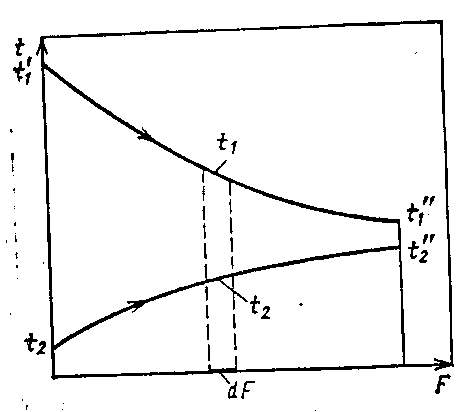 t
t₁'
t₁
t₁"
t₂"
t₂
t₂
dF
F